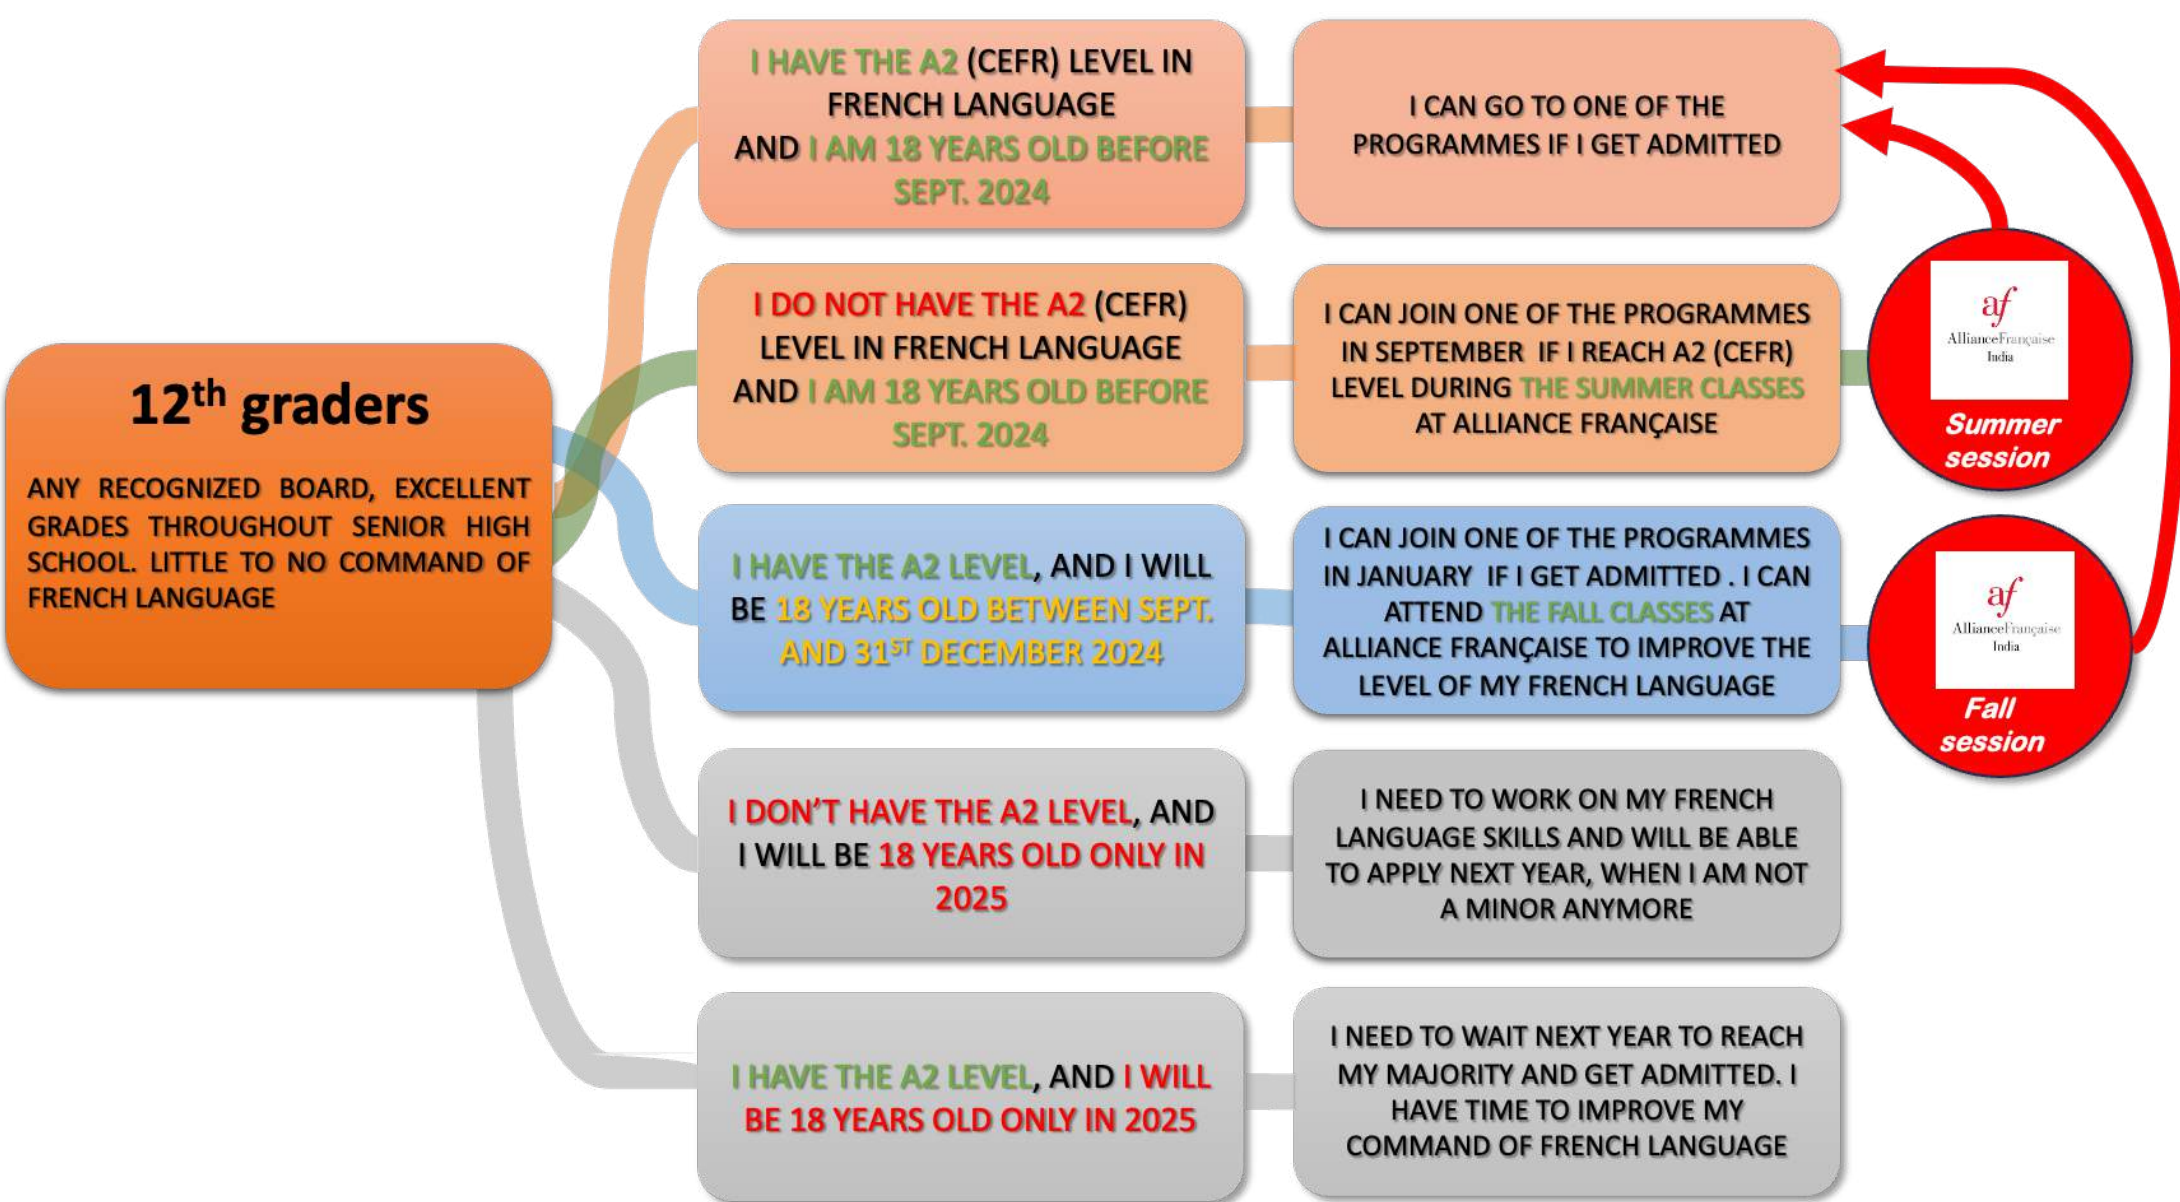 12th graders
ANY RECOGNIZED BOARD, EXCELLENT
GRADES THROUGHOUT SENIOR HIGH
SCHOOL. LITTLE TO NO COMMAND OF
FRENCH LANGUAGE
I HAVE THE A2 (CEFR) LEVEL IN
FRENCH LANGUAGE
AND I AM 18 YEARS OLD BEFORE
SEPT. 2024
I CAN GO TO ONE OF THE
PROGRAMMES IF I GET ADMITTED
I DO NOT HAVE THE A2 (CEFR)
LEVEL IN FRENCH LANGUAGE
AND I AM 18 YEARS OLD BEFORE
SEPT. 2024
I CAN JOIN ONE OF THE PROGRAMMES
IN SEPTEMBER IF I REACH A2 (CEFR)
LEVEL DURING THE SUMMER CLASSES
AT ALLIANCE FRANÇAISE
af
AllianceFrançaise
India
Summer
session
I HAVE THE A2 LEVEL, AND I WILL
BE 18 YEARS OLD BETWEEN SEPT.
AND 31ST DECEMBER 2024
I CAN JOIN ONE OF THE PROGRAMMES
IN JANUARY IF I GET ADMITTED . I CAN
ATTEND THE FALL CLASSES AT
ALLIANCE FRANÇAISE TO IMPROVE THE
LEVEL OF MY FRENCH LANGUAGE
af
AllianceFrançaise
India
Fall
session
I DON'T HAVE THE A2 LEVEL, AND
I WILL BE 18 YEARS OLD ONLY IN
2025
I NEED TO WORK ON MY FRENCH
LANGUAGE SKILLS AND WILL BE ABLE
TO APPLY NEXT YEAR, WHEN I AM NOT
A MINOR ANYMORE
I HAVE THE A2 LEVEL, AND I WILL
BE 18 YEARS OLD ONLY IN 2025
I NEED TO WAIT NEXT YEAR TO REACH
MY MAJORITY AND GET ADMITTED. I
HAVE TIME TO IMPROVE MY
COMMAND OF FRENCH LANGUAGE